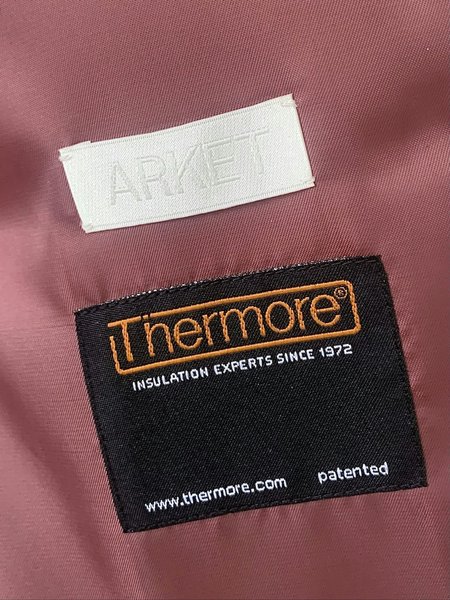 ARKET
Thermore®
INSULATION EXPERTS SINCE 1972
www.thermore.com patented